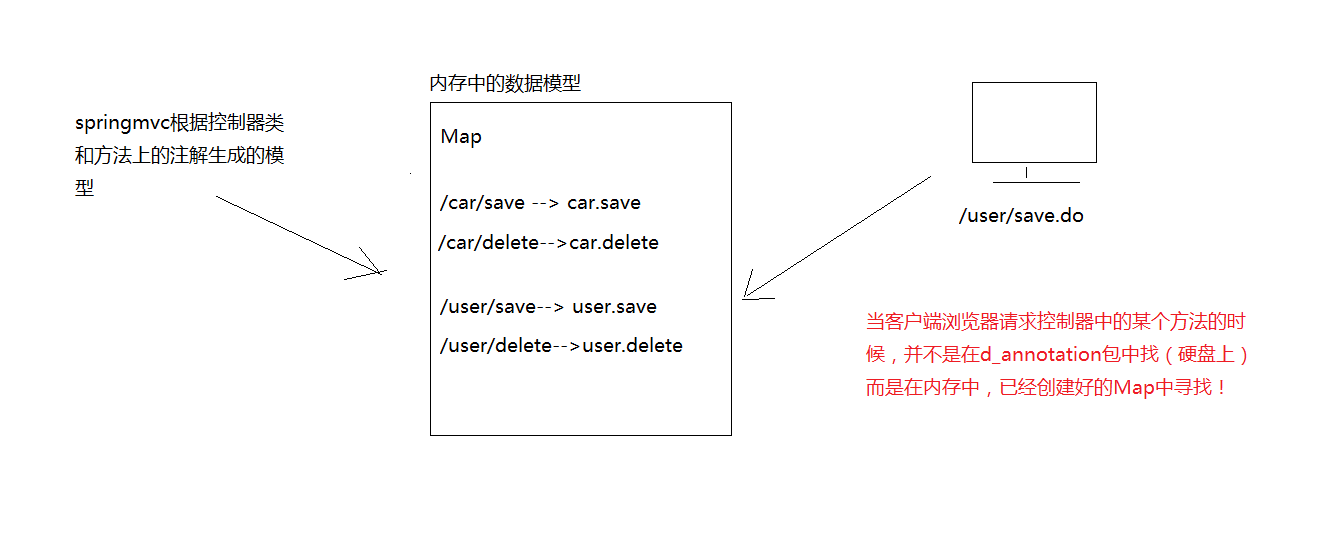 springmvc根据控制器类
和方法上的注解生成的模
型
内存中的数据模型
Map
/car/save --> car.save
/car/delete-->car.delete
/user/save--> user.save
/user/delete-->user.delete
/user/save.do
当客户端浏览器请求控制器中的某个方法的时
候，并不是在d_annotation包中找（硬盘上）
而是在内存中，已经创建好的Map中寻找！